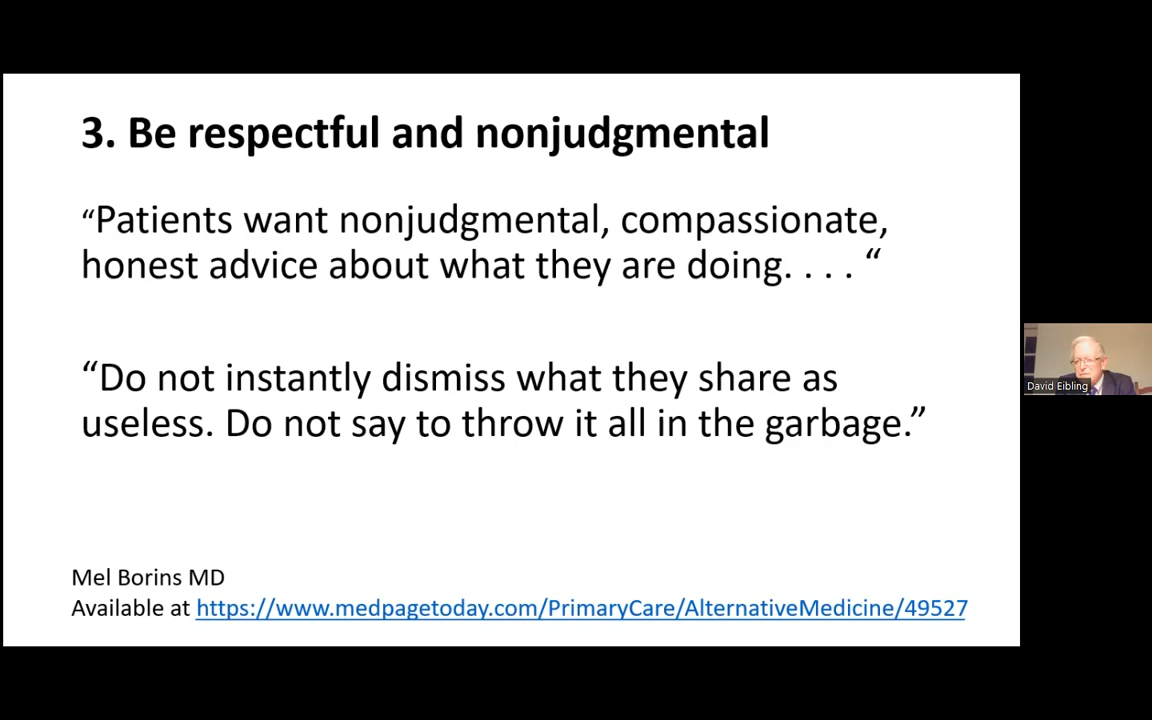 3. Be respectful and nonjudgmental
“Patients want nonjudgmental, compassionate,
honest advice about what they are doing. . . . “
“Do not instantly dismiss what they share as
useless. Do not say to throw it all in the garbage.”
Mel Borins MD
Available at https://www.medpagetoday.com/PrimaryCare/AlternativeMedicine/49527
David Eibling